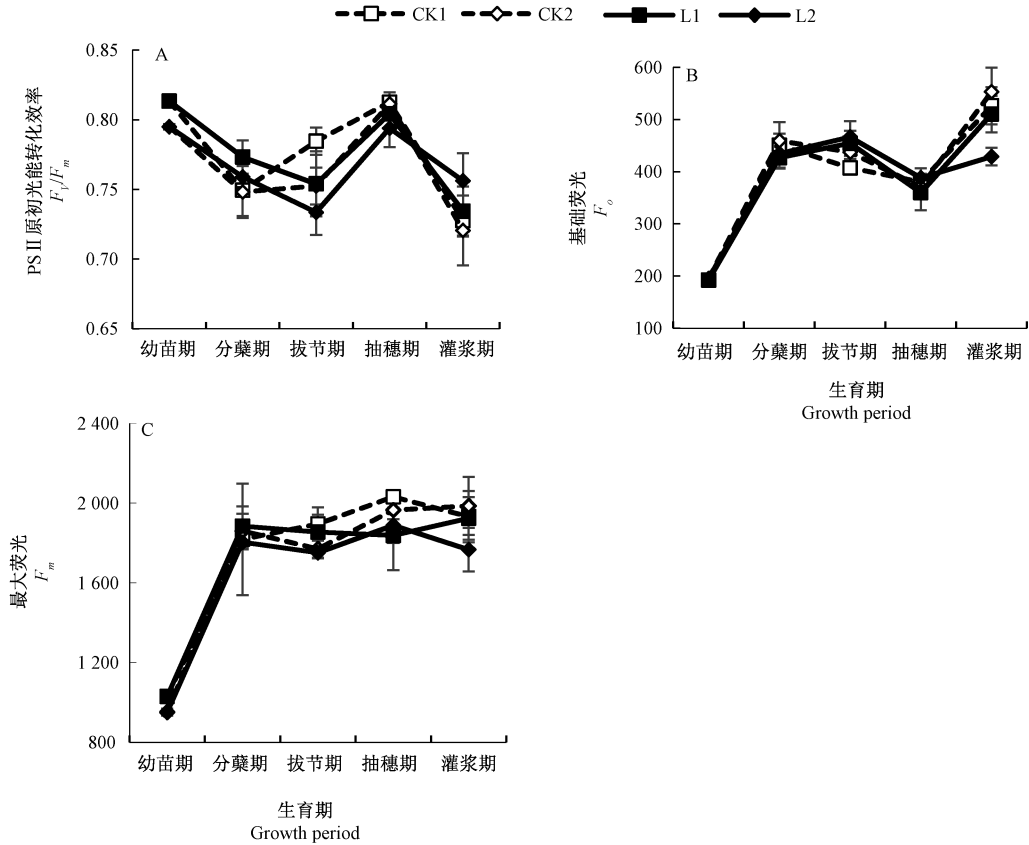 CK1 CK2 L1 L2
A
PSⅡ原初光能转化效率
Fv/Fm
0.85
0.80
0.75
0.70
0.65
幼苗期 分蘖期 拔节期 抽穗期 灌浆期
B
基础荧光
Fo
600
500
400
300
200
100
幼苗期 分蘖期 拔节期 抽穗期 灌浆期
生育期
Growth period
C
最大荧光
Fm
2 400
2 000
1 600
1 200
800
幼苗期 分蘖期 拔节期 抽穗期 灌浆期
生育期
Growth period